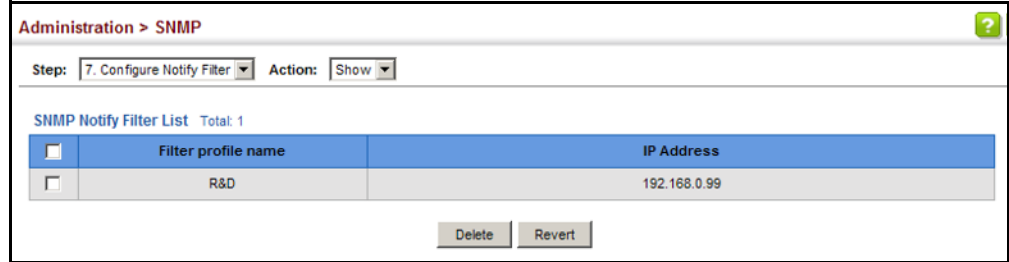 Administration > SNMP
?
Step: 7. Configure Notify Filter Action: Show
SNMP Notify Filter List Total: 1
Filter profile name IP Address
R&D 192.168.0.99
Delete Revert